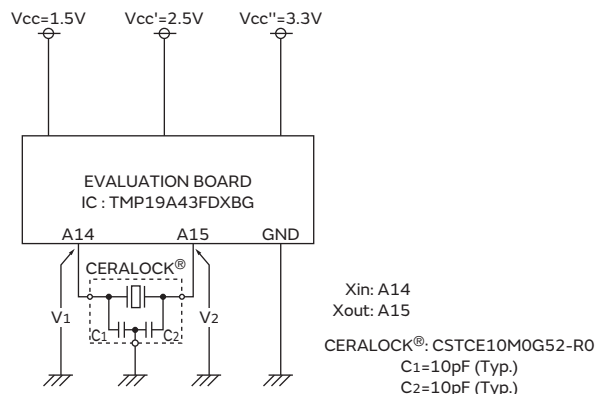 Vcc=1.5V Vcc'=2.5V Vcc''=3.3V
EVALUATION BOARD
IC : TMP19A43FDXBG
A14 A15 GND
CERALOCK®
V1 C1 C2 V2
Xin: A14
Xout: A15
CERALOCK®: CSTCE10M0G52-R0
C1=10pF (Typ.)
C2=10pF (Typ.)